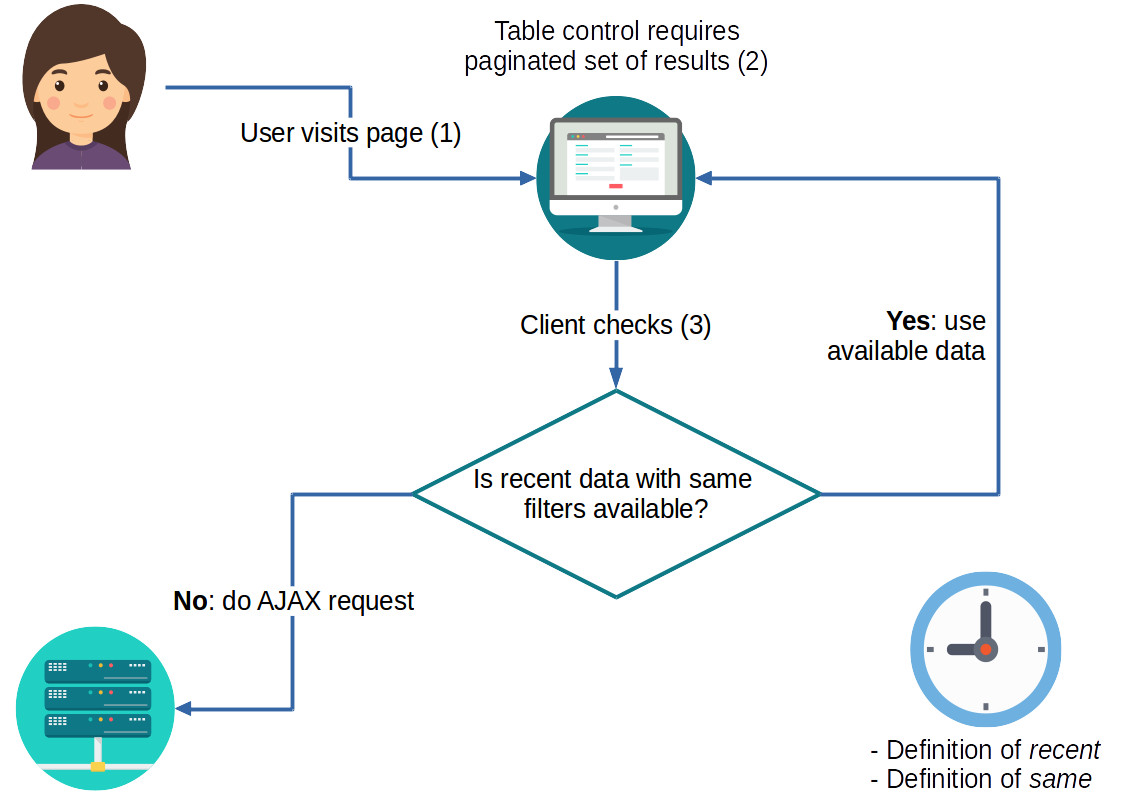 Table control requires
paginated set of results (2)
User visits page (1)
Client checks (3)
Yes: use
available data
Is recent data with same
filters available?
No: do AJAX request
- Definition of recent
- Definition of same